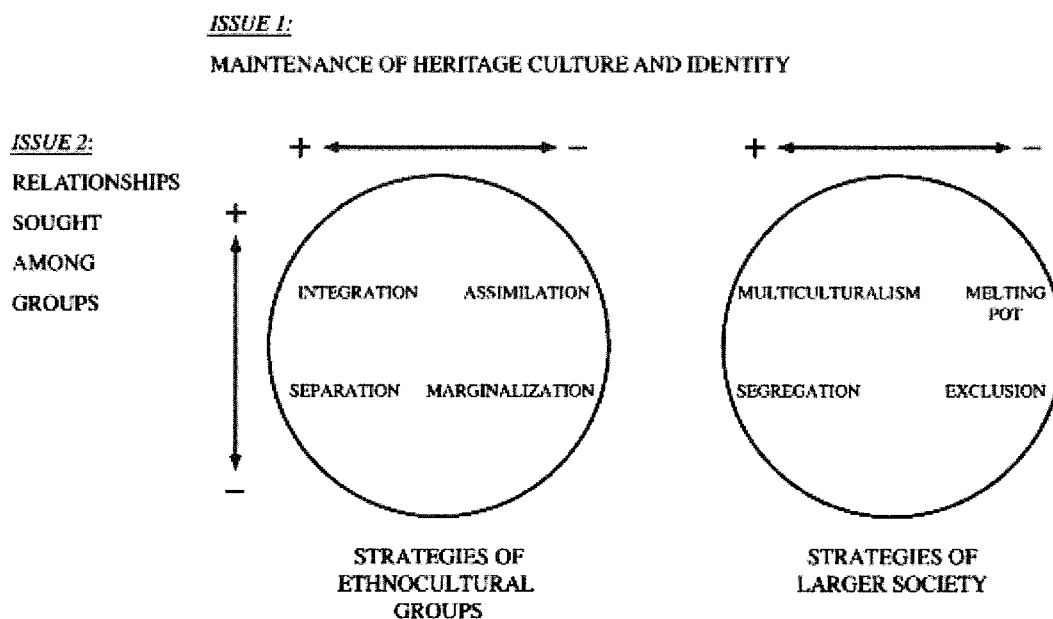 ISSUE 1:
MAINTENANCE OF HERITAGE CULTURE AND IDENTITY
ISSUE 2:
RELATIONSHIPS
SOUGHT
AMONG
GROUPS
+ −
+ −
+
−
INTEGRATION ASSIMILATION
SEPARATION MARGINALIZATION
MULTICULTURALISM MELTING
POT
SEGREGATION EXCLUSION
STRATEGIES OF
ETHNOCULTURAL
GROUPS
STRATEGIES OF
LARGER SOCIETY